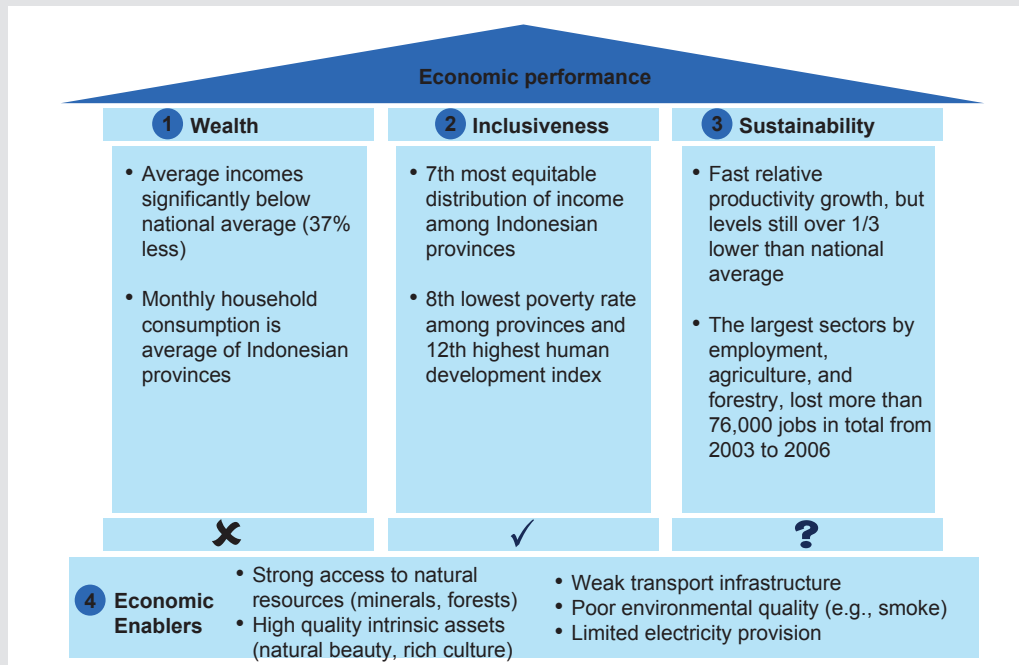 Economic performance
1 Wealth
• Average incomes
significantly below
national average (37%
less)
• Monthly household
consumption is
average of Indonesian
provinces
2 Inclusiveness
• 7th most equitable
distribution of income
among Indonesian
provinces
• 8th lowest poverty rate
among provinces and
12th highest human
development index
3 Sustainability
• Fast relative
productivity growth, but
levels still over 1/3
lower than national
average
• The largest sectors by
employment,
agriculture, and
forestry, lost more than
76,000 jobs in total from
2003 to 2006
✘
✓
?
4 Economic
Enablers
• Strong access to natural
resources (minerals, forests)
• High quality intrinsic assets
(natural beauty, rich culture)
• Weak transport infrastructure
• Poor environmental quality (e.g., smoke)
• Limited electricity provision